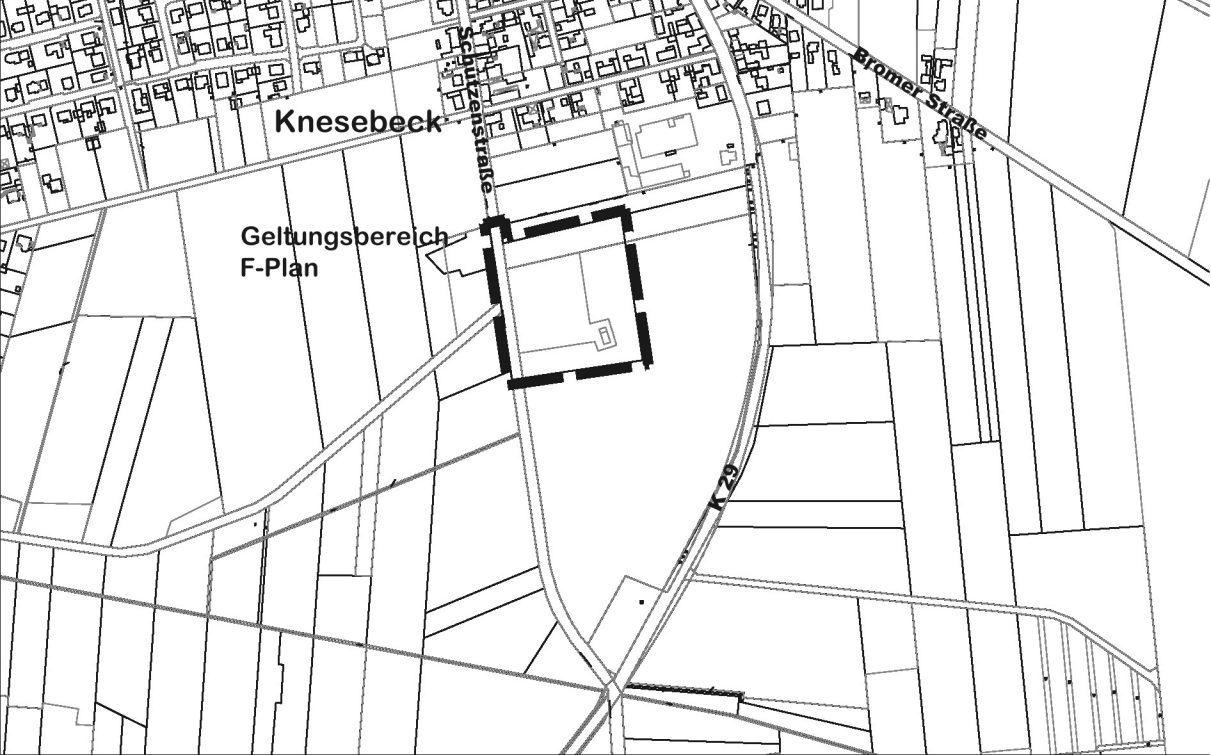 Schützenstraße
Bromer Straße
Knesebeck
Geltungsbereich
F-Plan
K 29